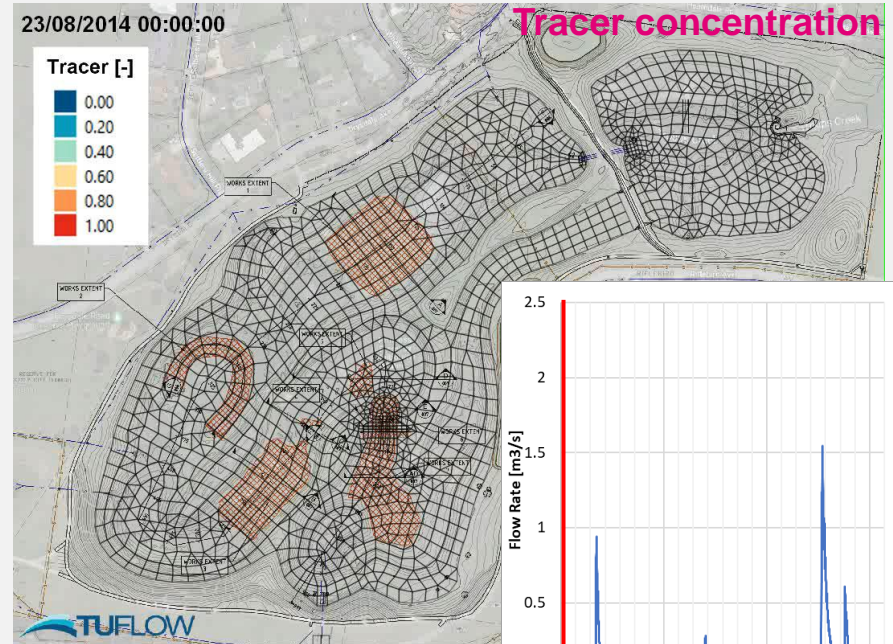 23/08/2014 00:00:00
Tracer concentration
Tracer [-]
0.00
0.20
0.40
0.60
0.80
1.00
WORKS EXTENT
1
WORKS EXTENT
2
WORKS EXTENT
WORKS EXTENT
WORKS EXTENT
WORKS EXTENT
WORKS EXTENT
2.5
2
1.5
1
0.5
Flow Rate [m3/s]
TUFLOW